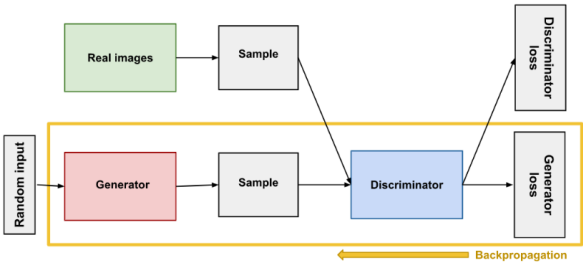 Real images
Sample
Discriminator
loss
Random input
Generator
Sample
Discriminator
Generator
loss
Backpropagation